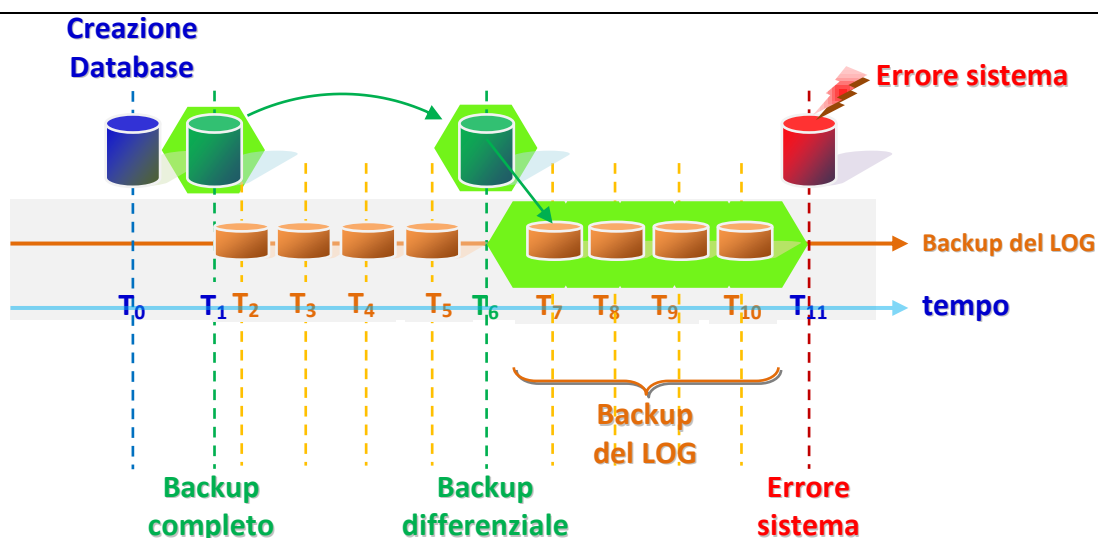 Creazione
Database
Errore sistema
Backup del LOG
T0 T1 T2 T3 T4 T5 T6 T7 T8 T9 T10 T11 tempo
Backup
del LOG
Backup
completo
Backup
differenziale
Errore
sistema